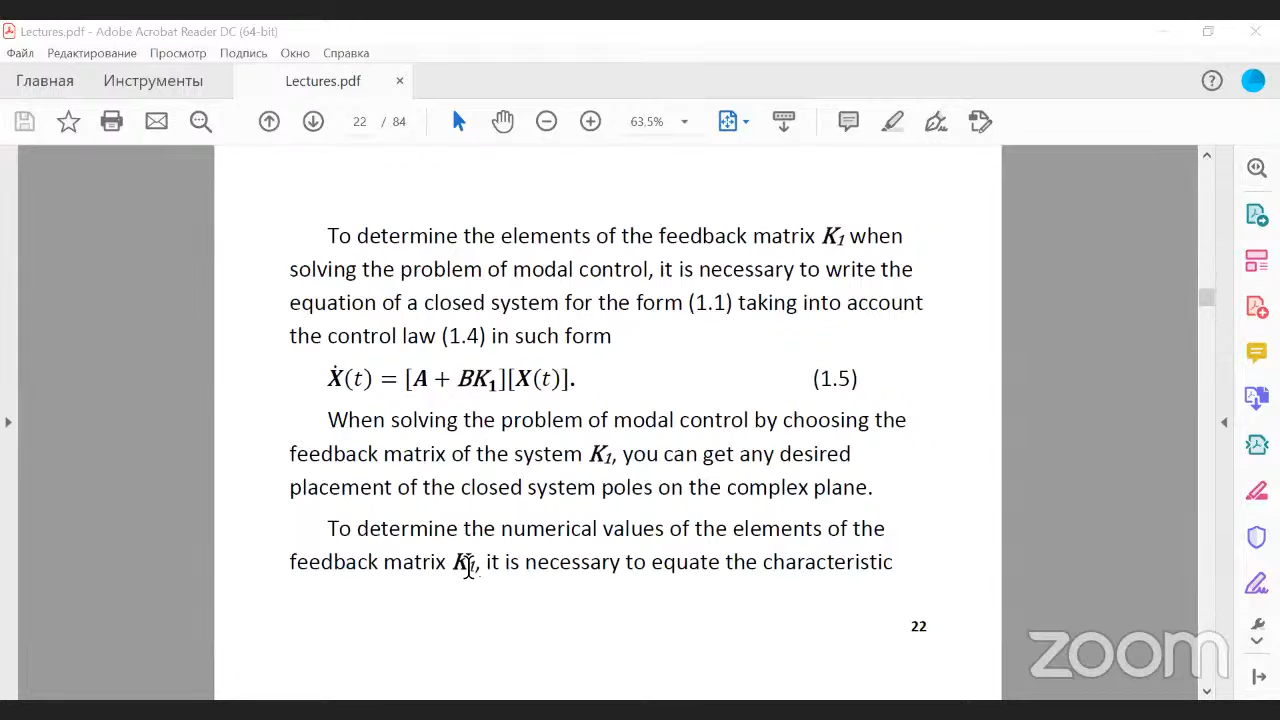 Lectures.pdf - Adobe Acrobat Reader DC (64-bit)
Файл Редактирование Просмотр Подпись Окно Справка
Главная Инструменты Lectures.pdf ×
22 / 84 63.5%
To determine the elements of the feedback matrix K₁ when
solving the problem of modal control, it is necessary to write the
equation of a closed system for the form (1.1) taking into account
the control law (1.4) in such form
Ẋ(t) = [A + BK₁][X(t)]. (1.5)
When solving the problem of modal control by choosing the
feedback matrix of the system K₁, you can get any desired
placement of the closed system poles on the complex plane.
To determine the numerical values of the elements of the
feedback matrix K₁, it is necessary to equate the characteristic
22
zoom